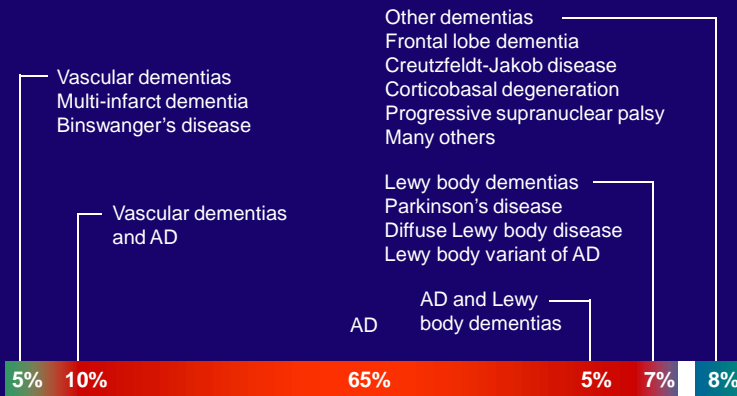 Other dementias
Frontal lobe dementia
Creutzfeldt-Jakob disease
Corticobasal degeneration
Progressive supranuclear palsy
Many others
Vascular dementias
Multi-infarct dementia
Binswanger’s disease
Lewy body dementias
Parkinson’s disease
Diffuse Lewy body disease
Lewy body variant of AD
Vascular dementias
and AD
AD and Lewy
body dementias
AD
5% 10% 65% 5% 7% 8%